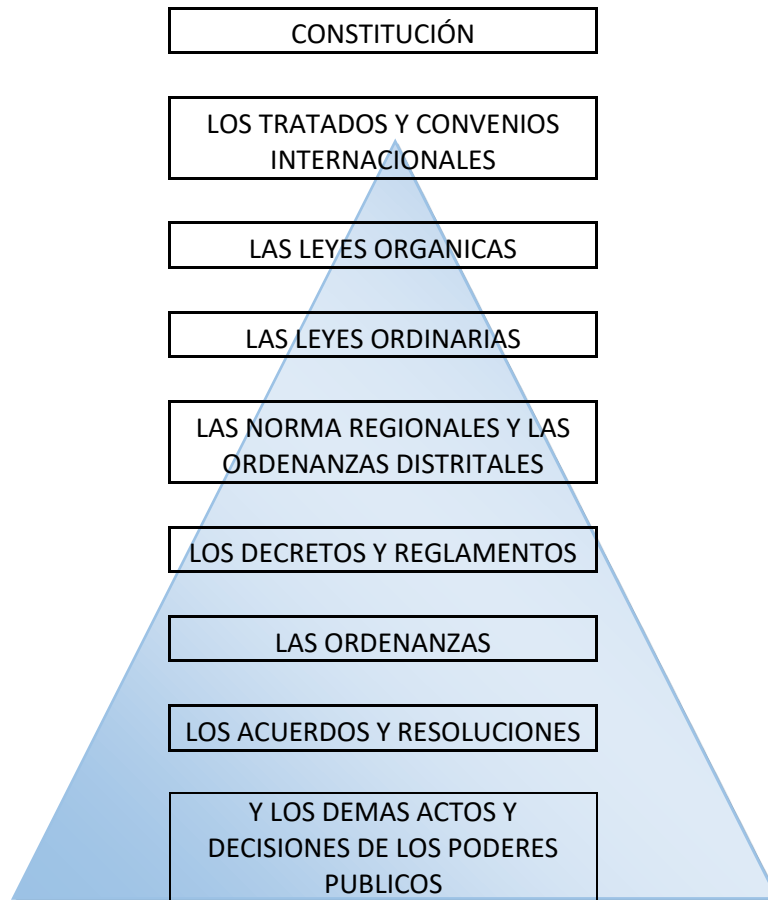 CONSTITUCIÓN
LOS TRATADOS Y CONVENIOS
INTERNACIONALES
LAS LEYES ORGANICAS
LAS LEYES ORDINARIAS
LAS NORMA REGIONALES Y LAS
ORDENANZAS DISTRITALES
LOS DECRETOS Y REGLAMENTOS
LAS ORDENANZAS
LOS ACUERDOS Y RESOLUCIONES
Y LOS DEMAS ACTOS Y
DECISIONES DE LOS PODERES
PUBLICOS